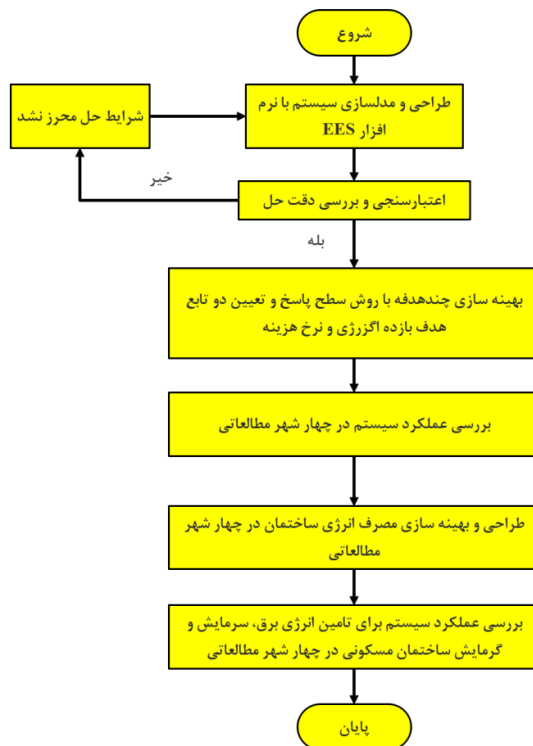 شروع
طراحی و مدلسازی سیستم با نرم
افزار EES
شرایط حل محرز نشد
خیر
اعتبارسنجی و بررسی دقت حل
بله
بهینه سازی چندهدفه با روش سطح پاسخ و تعیین دو تابع
هدف بازده اگزرژی و نرخ هزینه
بررسی عملکرد سیستم در چهار شهر مطالعاتی
طراحی و بهینه سازی مصرف انرژی ساختمان در چهار شهر
مطالعاتی
بررسی عملکرد سیستم برای تامین انرژی برق، سرمایش و
گرمایش ساختمان مسکونی در چهار شهر مطالعاتی
پایان